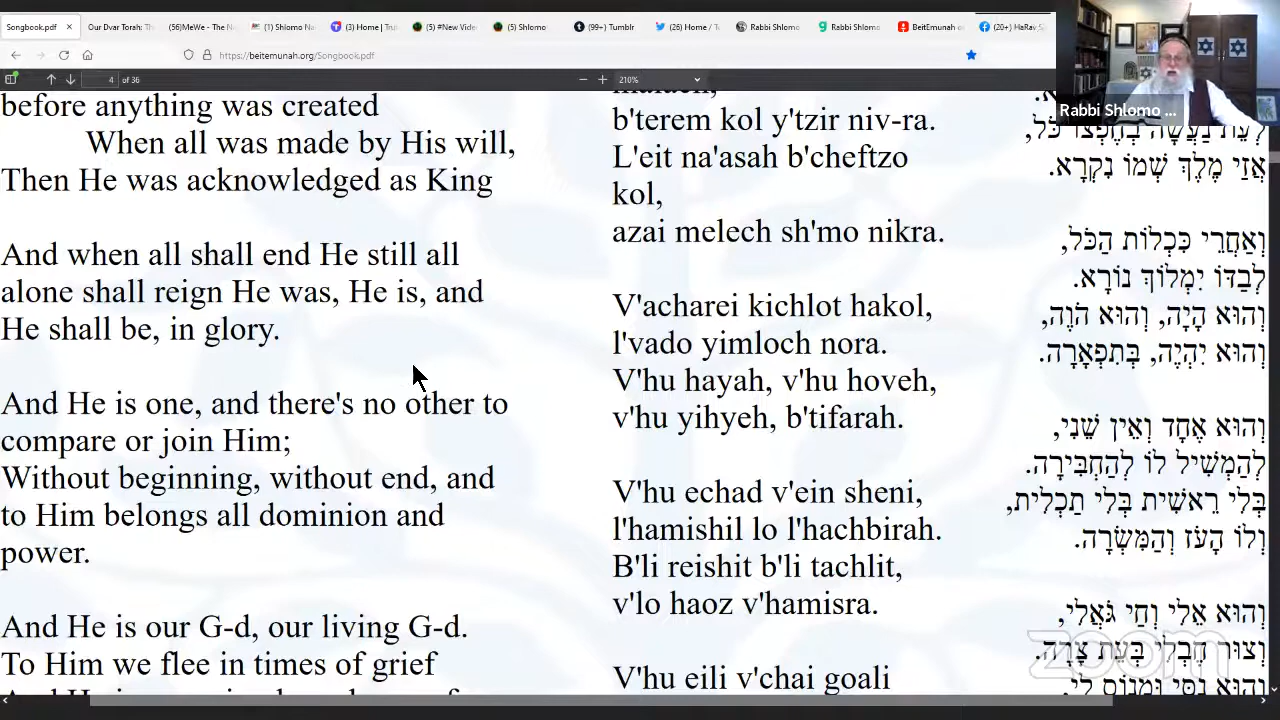 Songbook.pdf
Our Dvar Torah: T
(56)MeWe - The N
(1) Shlomo Na
(3) Home | Tru
(5) #New Vide
(5) Shlomo
(99+) Tumblr
(26) Home / T
Rabbi Shlomo
Rabbi Shlomo
BeitEmunah on
(20+) HaRav S
https://beitemunah.org/Songbook.pdf
4 of 36
210%
Rabbi Shlomo ...
before anything was created
When all was made by His will,
Then He was acknowledged as King
And when all shall end He still all
alone shall reign He was, He is, and
He shall be, in glory.
And He is one, and there's no other to
compare or join Him;
Without beginning, without end, and
to Him belongs all dominion and
power.
And He is our G-d, our living G-d.
To Him we flee in times of grief
b'terem kol y'tzir niv-ra.
L'eit na'asah b'cheftzo
kol,
azai melech sh'mo nikra.
V'acharei kichlot hakol,
l'vado yimloch nora.
V'hu hayah, v'hu hoveh,
v'hu yihyeh, b'tifarah.
V'hu echad v'ein sheni,
l'hamishil lo l'hachbirah.
B'li reishit b'li tachlit,
v'lo haoz v'hamisra.
V'hu eili v'chai goali
לְעֵת נַעֲשָׂה בְחֶפְצוֹ כֹּל,
אֲזַי מֶלֶךְ שְׁמוֹ נִקְרָא.
וְאַחֲרֵי כִּכְלוֹת הַכֹּל,
לְבַדּוֹ יִמְלוֹךְ נוֹרָא.
וְהוּא הָיָה, וְהוּא הֹוֶה,
וְהוּא יִהְיֶה, בְּתִפְאָרָה.
וְהוּא אֶחָד וְאֵין שֵׁנִי,
לְהַמְשִׁיל לוֹ לְהַחְבִּירָה.
בְּלִי רֵאשִׁית בְּלִי תַכְלִית,
וְלוֹ הָעֹז וְהַמִּשְׂרָה.
וְהוּא אֵלִי וְחַי גֹּאֲלִי,
וְצוּר חֶבְלִי בְּעֵת צָרָה.
וְהוּא נִסִּי וּמָנוֹס לִי,
zoom